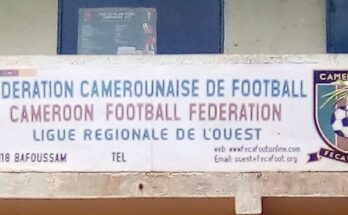 DERATION CAMEROUNAISE DE FOOTBALL
CAMEROON FOOTBALL FEDERATION
LIGUE REGIONALE DE L'OUEST
118 BAFOUSSAM TEL
web: www.fecafootonline.com
Email: ouest@fecafoot.org
CAME
FECA